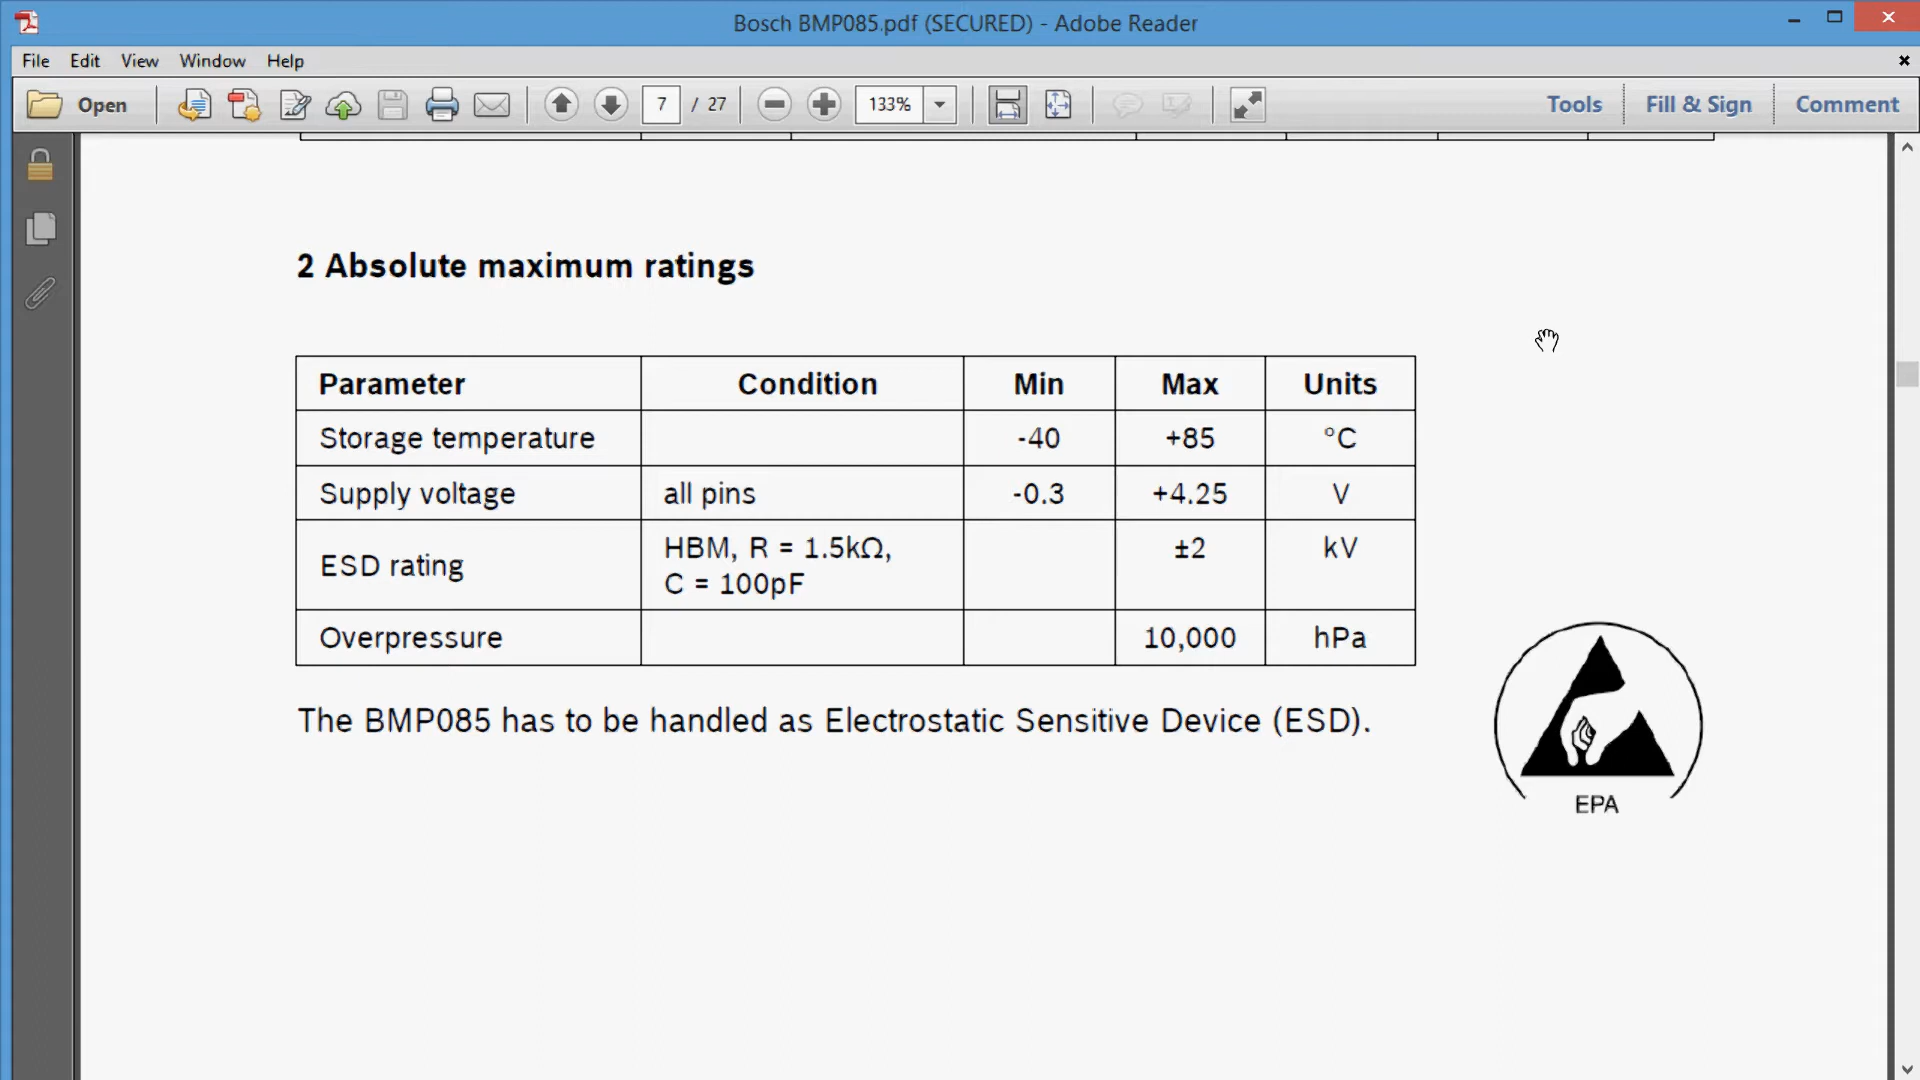 Bosch BMP085.pdf (SECURED) - Adobe Reader
File Edit View Window Help
Open 7 / 27 133% Tools Fill & Sign Comment
2 Absolute maximum ratings
Parameter Condition Min Max Units
Storage temperature -40 +85 °C
Supply voltage all pins -0.3 +4.25 V
ESD rating HBM, R = 1.5kΩ, ±2 kV
C = 100pF
Overpressure 10,000 hPa
The BMP085 has to be handled as Electrostatic Sensitive Device (ESD).
EPA